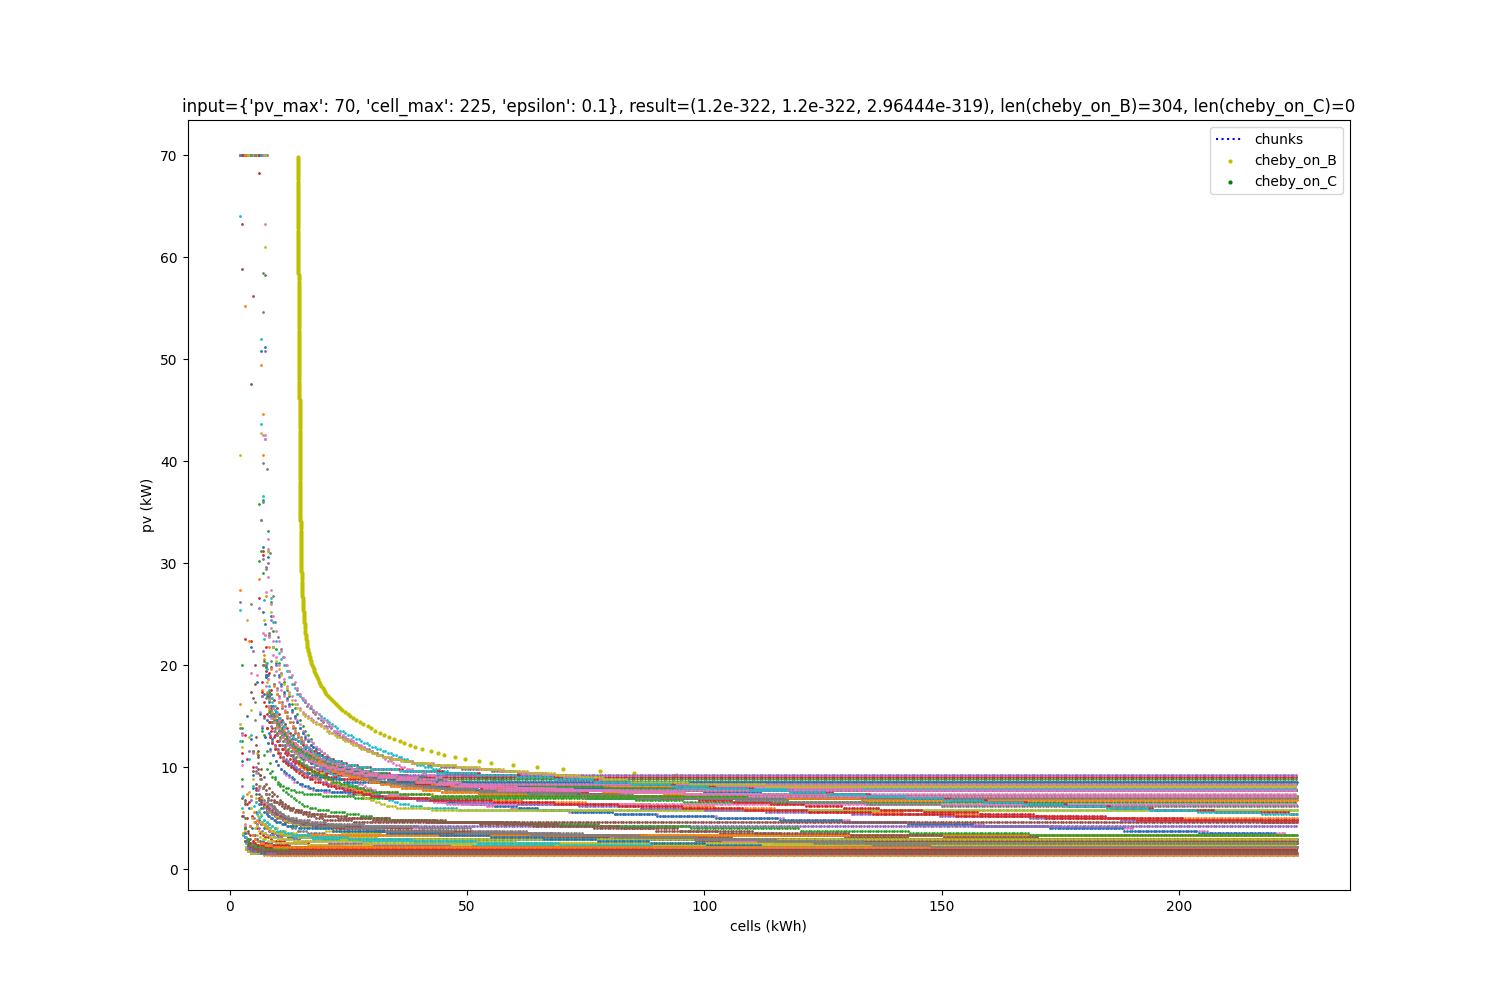 input={'pv_max': 70, 'cell_max': 225, 'epsilon': 0.1}, result=(1.2e-322, 1.2e-322, 2.96444e-319), len(cheby_on_B)=304, len(cheby_on_C)=0
chunks
cheby_on_B
cheby_on_C
70
60
50
40
30
20
10
0
pv (kW)
0 50 100 150 200
cells (kWh)